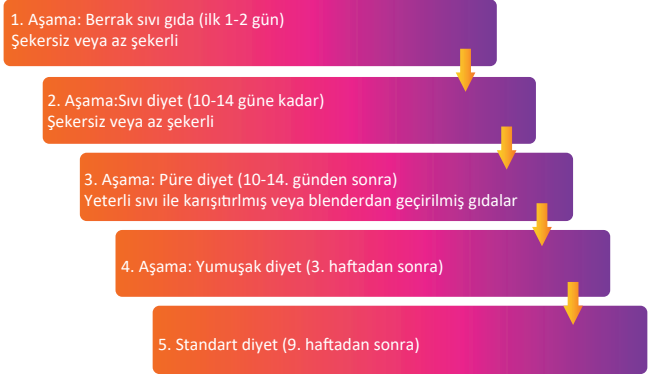 1. Aşama: Berrak sıvı gıda (ilk 1-2 gün)
Şekersiz veya az şekerli
2. Aşama:Sıvı diyet (10-14 güne kadar)
Şekersiz veya az şekerli
3. Aşama: Püre diyet (10-14. günden sonra)
Yeterli sıvı ile karışıtırlmış veya blenderdan geçirilmiş gıdalar
4. Aşama: Yumuşak diyet (3. haftadan sonra)
5. Standart diyet (9. haftadan sonra)